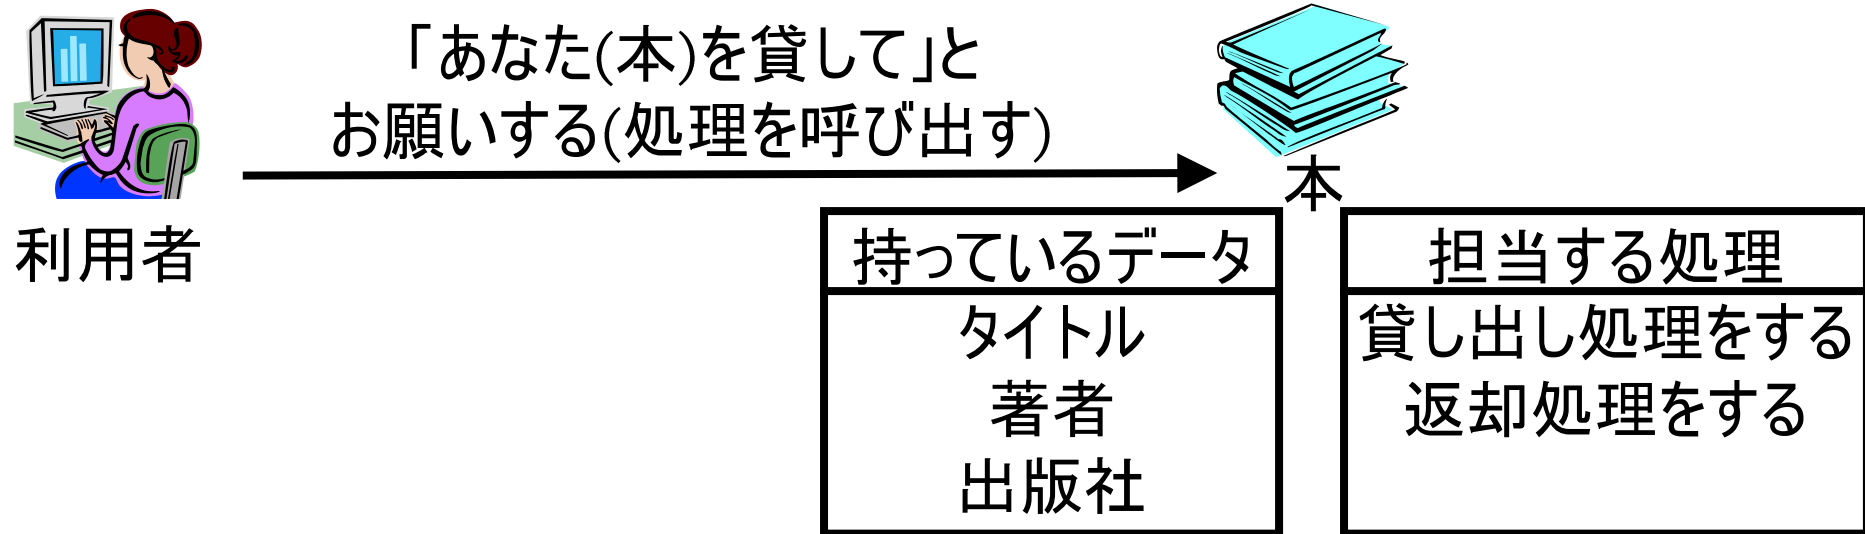 「あなた(本)を貸して」と
お願いする(処理を呼び出す)
利用者
本
持っているデータ
タイトル
著者
出版社
担当する処理
貸し出し処理をする
返却処理をする